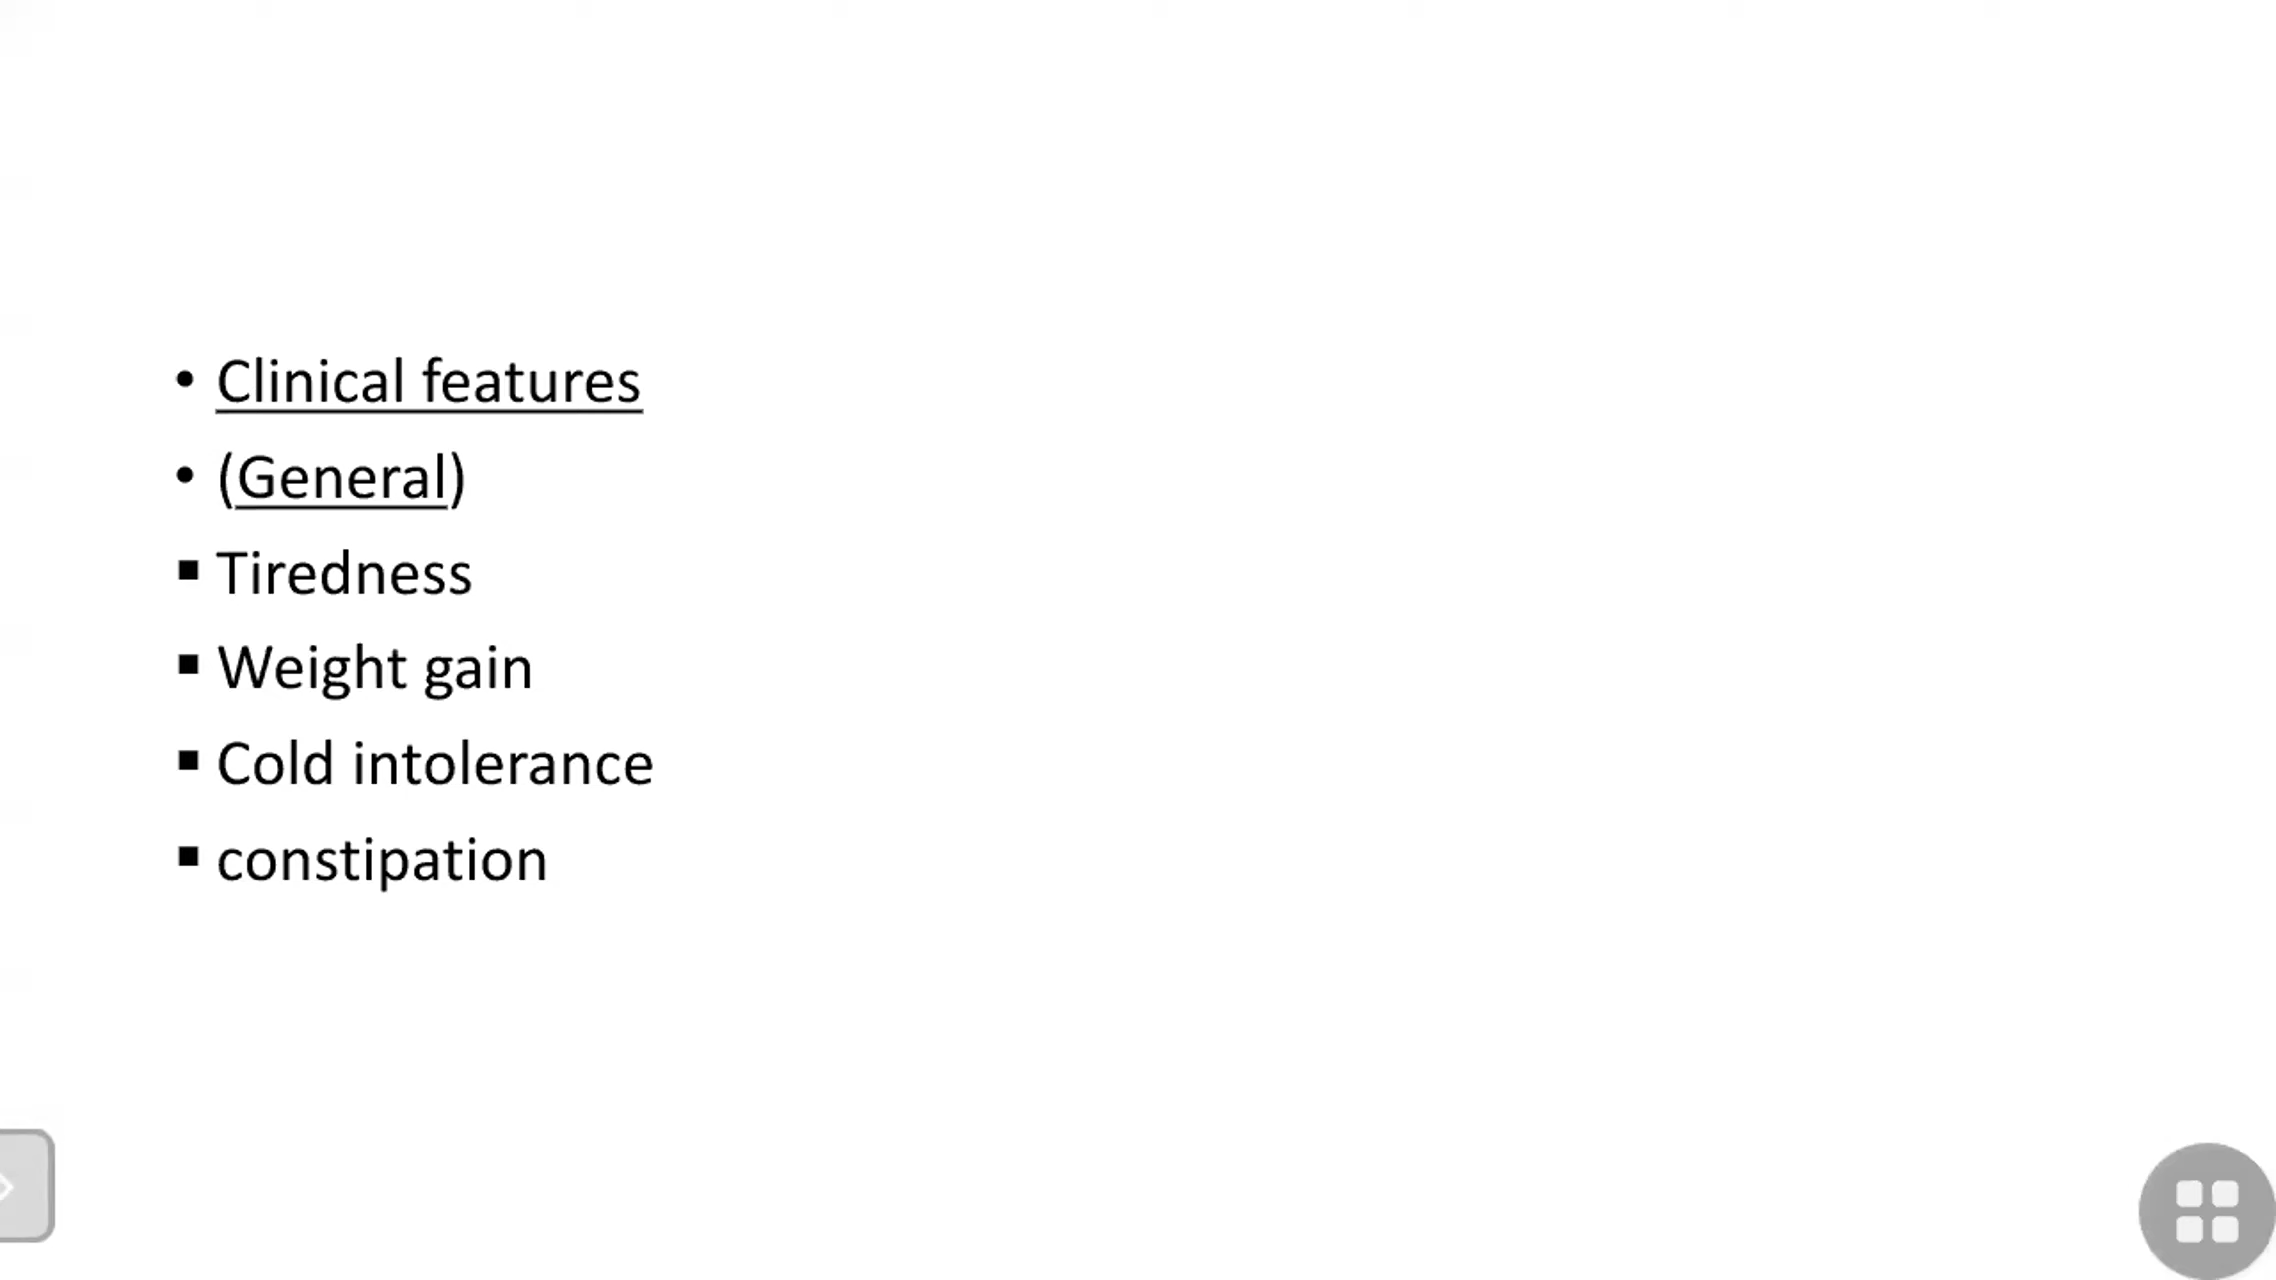 • Clinical features
• (General)
▪ Tiredness
▪ Weight gain
▪ Cold intolerance
▪ constipation